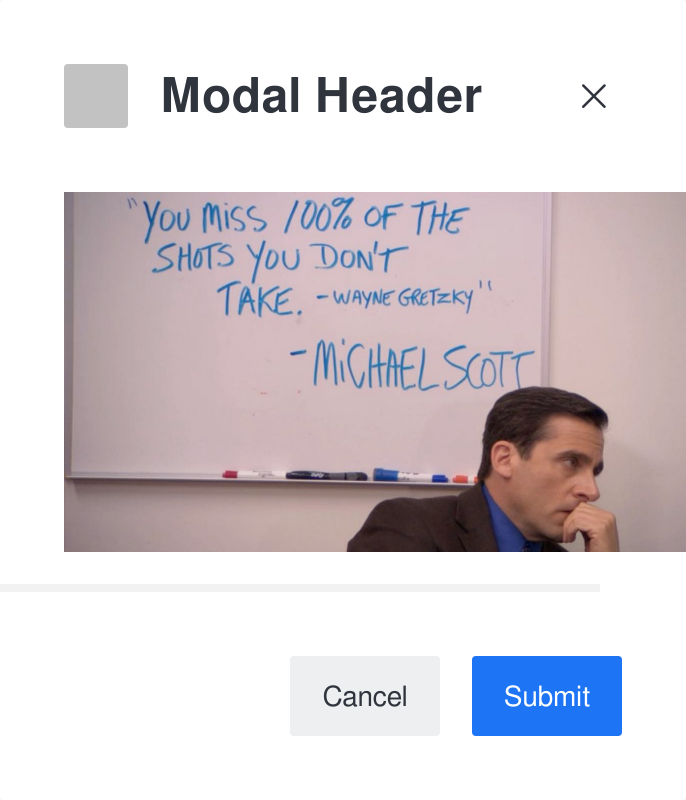 Modal Header
"YOU MiSS 100% OF THE
SHOTS YOU DON'T
TAKE. -WAYNE GRETZKY"
-MiCHAEL SCOTT
Cancel
Submit